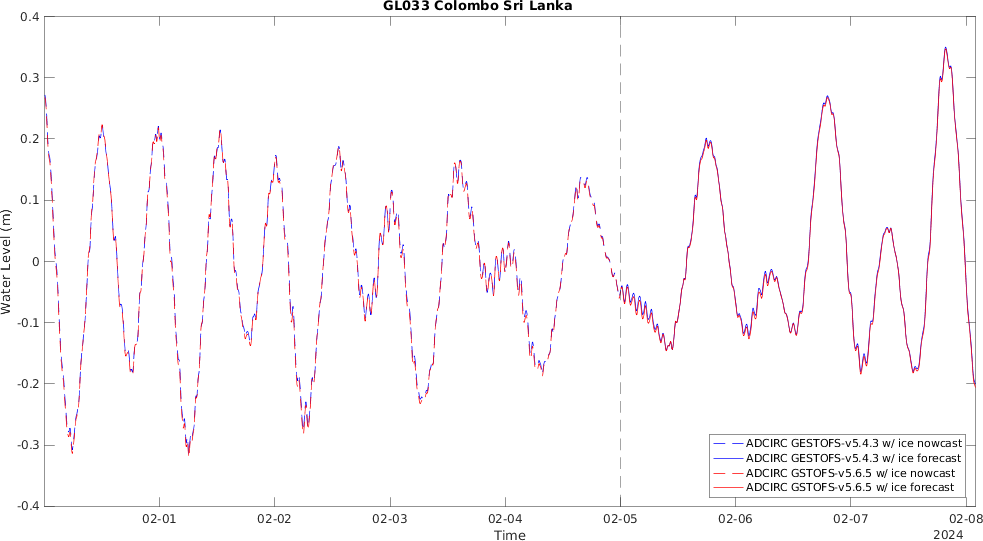 GL033 Colombo Sri Lanka
0.4
0.3
0.2
0.1
0
-0.1
-0.2
-0.3
-0.4
Water Level (m)
ADCIRC GESTOFS-v5.4.3 w/ ice nowcast
ADCIRC GESTOFS-v5.4.3 w/ ice forecast
ADCIRC GSTOFS-v5.6.5 w/ ice nowcast
ADCIRC GSTOFS-v5.6.5 w/ ice forecast
02-01 02-02 02-03 02-04 02-05 02-06 02-07 02-08
Time
2024